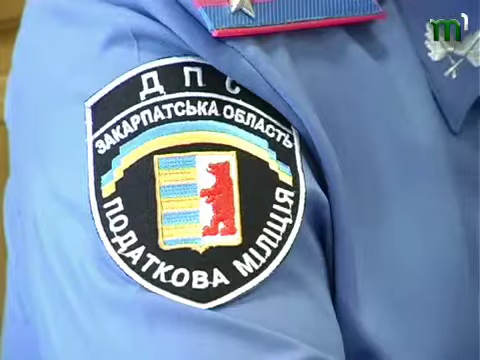 ДПС
ЗАКАРПАТСЬКА ОБЛАСТЬ
ПОДАТКОВА МІЛІЦІЯ
m